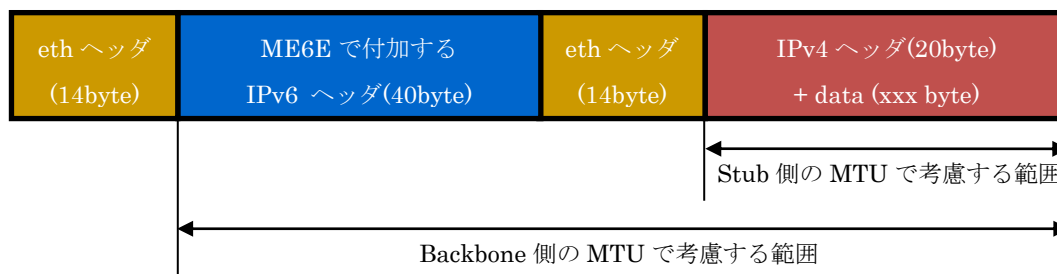 eth ヘッダ
(14byte)
ME6E で付加する
IPv6 ヘッダ(40byte)
eth ヘッダ
(14byte)
IPv4 ヘッダ(20byte)
+ data (xxx byte)
Stub 側の MTU で考慮する範囲
Backbone 側の MTU で考慮する範囲